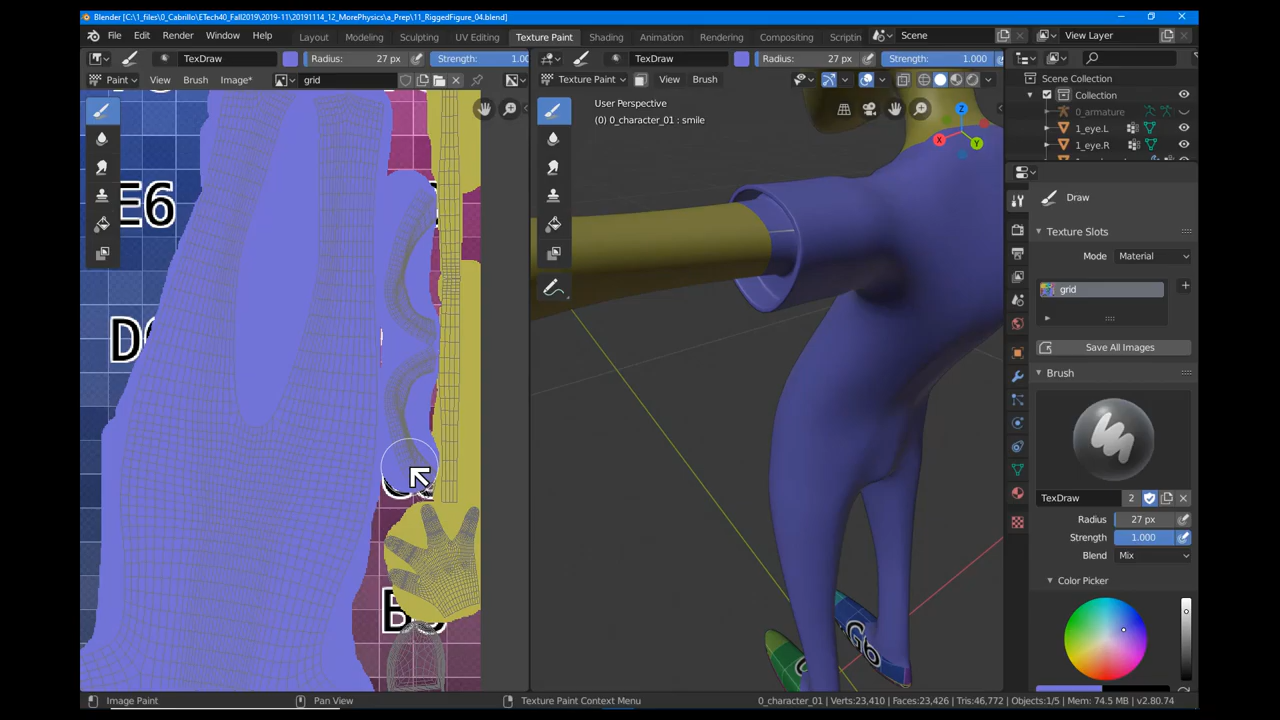 Blender [C:\1_files\0_Cabrillo\ETech40_Fall2019\2019-11\20191114_12_MorePhysics\a_Prep\11_RiggedFigure_04.blend]
File Edit Render Window Help Layout Modeling Sculpting UV Editing Texture Paint Shading Animation Rendering Compositing Scriptin Scene View Layer
TexDraw Radius: 27 px Strength: 1.00 TexDraw Radius: 27 px Strength: 1.000
Paint View Brush Image* grid Texture Paint View Brush
Scene Collection
Collection
0_armature
1_eye.L
1_eye.R
User Perspective
(0) 0_character_01 : smile
Z
X
Y
E6
G6
Draw
Texture Slots
Mode Material
grid
Save All Images
Brush
TexDraw 2
Radius 27 px
Strength 1.000
Blend Mix
Color Picker
Image Paint Pan View Texture Paint Context Menu 0_character_01 | Verts:23,410 | Faces:23,426 | Tris:46,772 | Objects:1/5 | Mem: 74.5 MB | v2.80.74